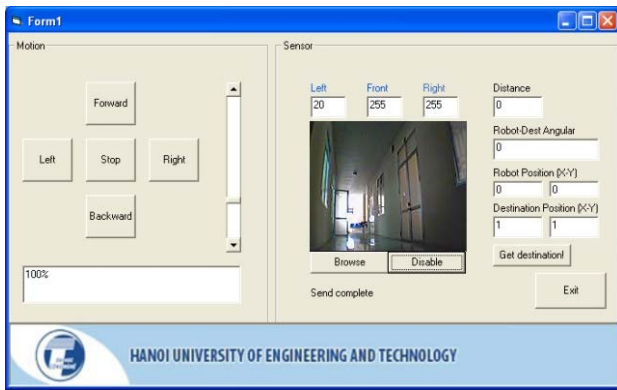 Form1
Motion
Forward
Left
Stop
Right
Backward
100%
Sensor
Left Front Right
20 255 255
Browse
Disable
Send complete
Distance
0
Robot-Dest Angular
0
Robot Position (X-Y)
0 0
Destination Position (X-Y)
1 1
Get destination!
Exit
HANOI UNIVERSITY OF ENGINEERING AND TECHNOLOGY